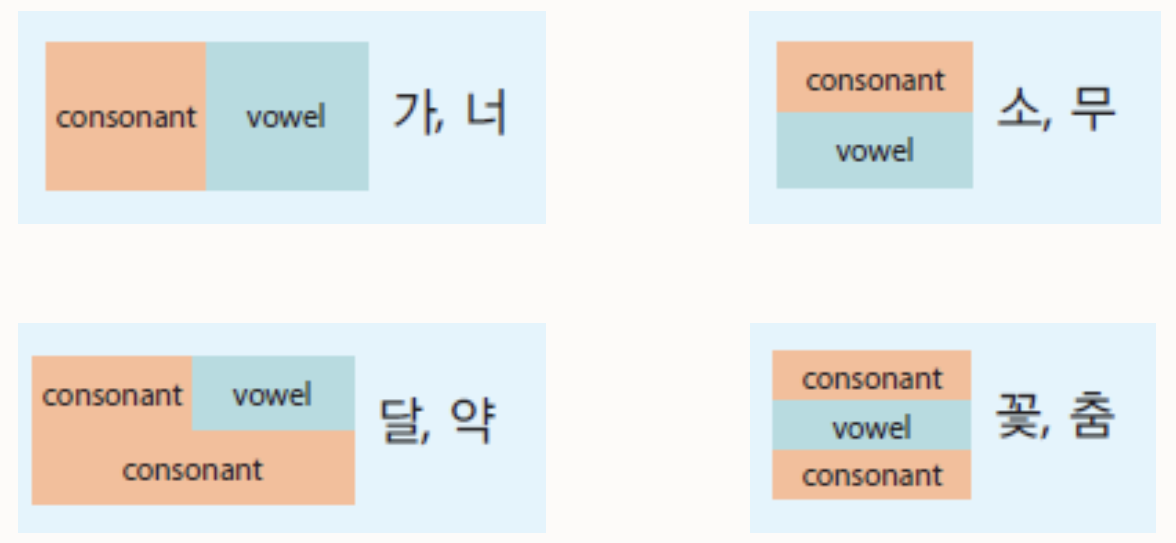 consonant vowel 가, 너
consonant
vowel
소, 무
consonant vowel
consonant
달, 약
consonant
vowel
consonant
꽃, 춤